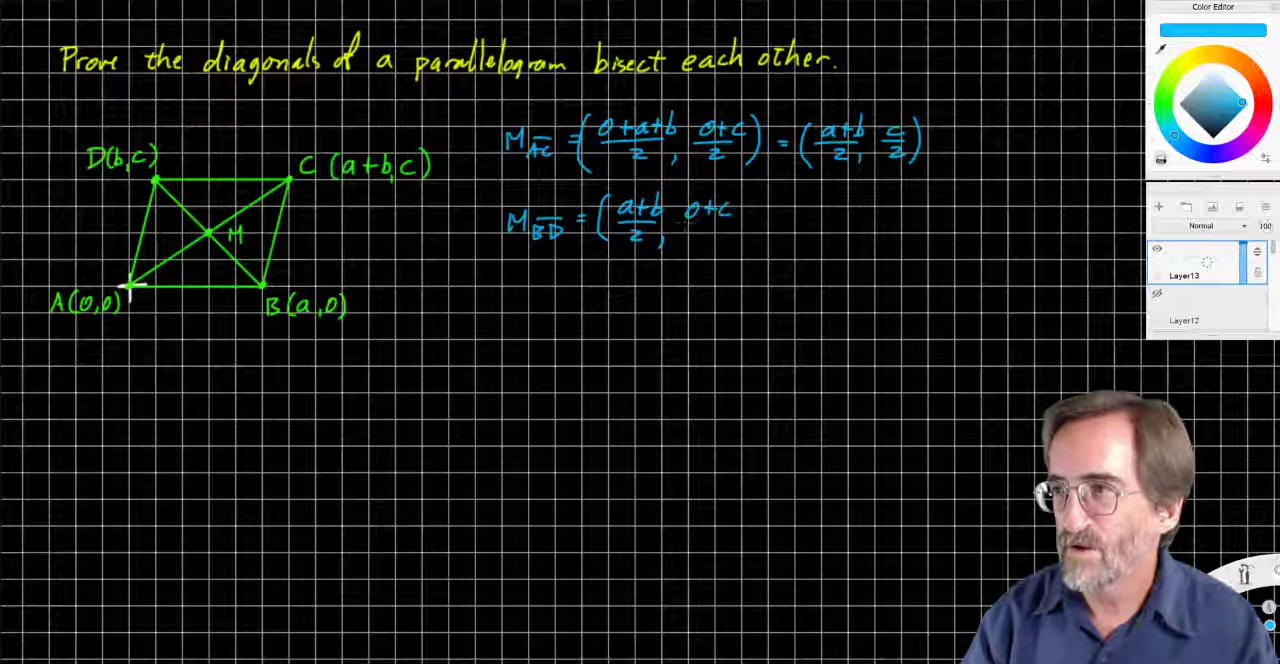 Color Editor
Prove the diagonals of a parallelogram bisect each other.
D(b,c)
C (a+b,c)
M
A(0,0)
B(a,0)
M_AC = (0+a+b/2, 0+c/2) = (a+b/2, c/2)
M_BD = (a+b/2, 0+c
Normal
100
Layer13
Layer12